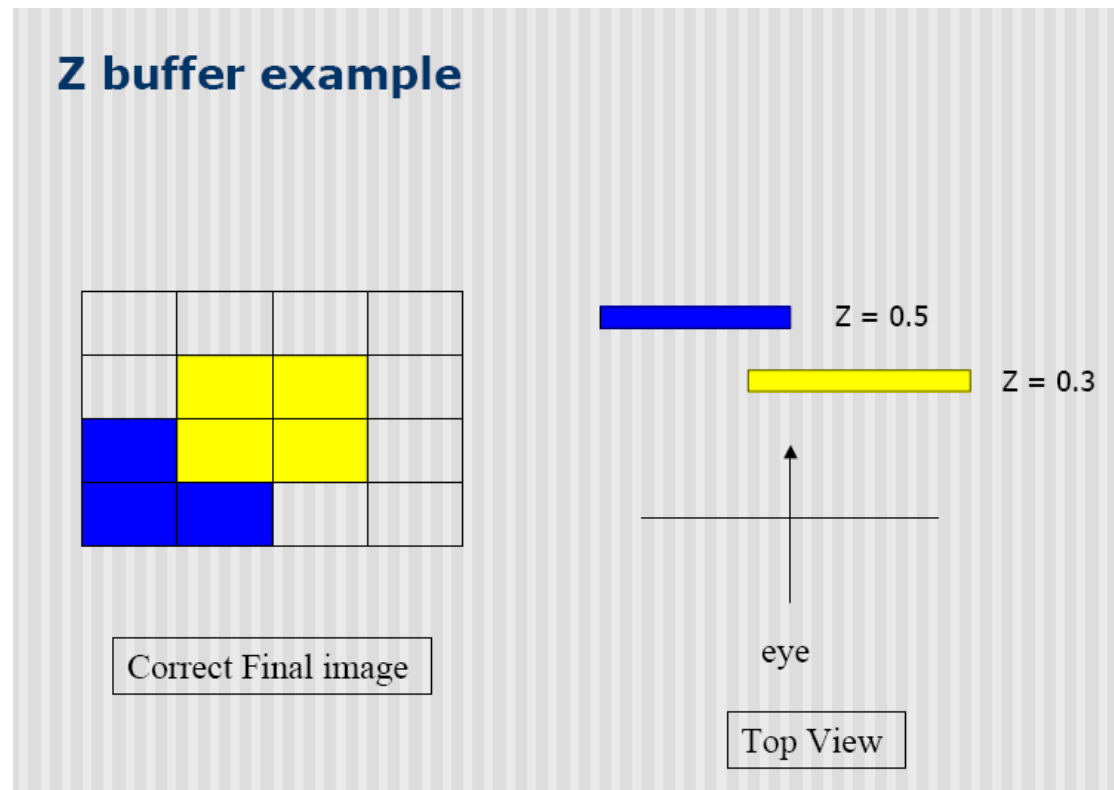 Z buffer example
Z = 0.5
Z = 0.3
eye
Correct Final image
Top View